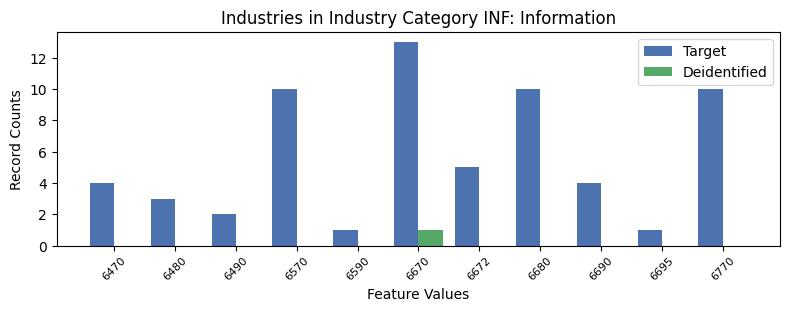 Industries in Industry Category INF: Information
Target
Deidentified
Record Counts
12
10
8
6
4
2
0
6470 6480 6490 6570 6590 6670 6672 6680 6690 6695 6770
Feature Values